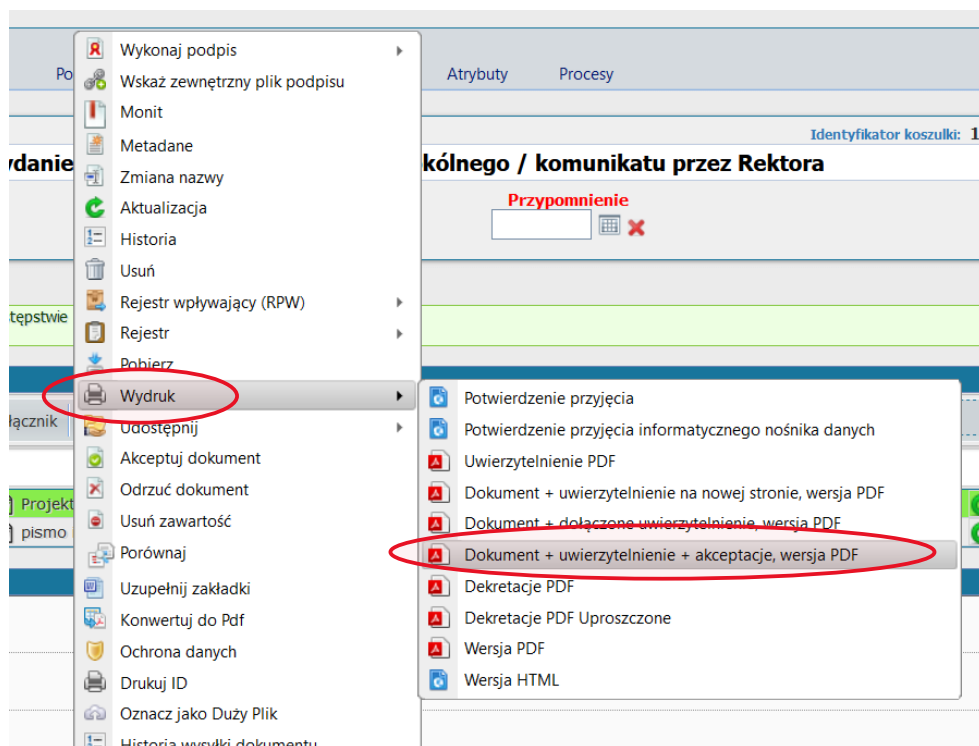 Po
Atrybuty
Procesy
Identyfikator koszulki: 1
ydanie
kólnego / komunikatu przez Rektora
Przypomnienie
tępstwie
łącznik
Projekt
pismo i
Wykonaj podpis
Wskaż zewnętrzny plik podpisu
Monit
Metadane
Zmiana nazwy
Aktualizacja
Historia
Usuń
Rejestr wpływający (RPW)
Rejestr
Pobierz
Wydruk
Udostępnij
Akceptuj dokument
Odrzuć dokument
Usuń zawartość
Porównaj
Uzupełnij zakładki
Konwertuj do Pdf
Ochrona danych
Drukuj ID
Oznacz jako Duży Plik
Historia wysyłki dokumentu
Potwierdzenie przyjęcia
Potwierdzenie przyjęcia informatycznego nośnika danych
Uwierzytelnienie PDF
Dokument + uwierzytelnienie na nowej stronie, wersja PDF
Dokument + dołączone uwierzytelnienie, wersja PDF
Dokument + uwierzytelnienie + akceptacje, wersja PDF
Dekretacje PDF
Dekretacje PDF Uproszczone
Wersja PDF
Wersja HTML